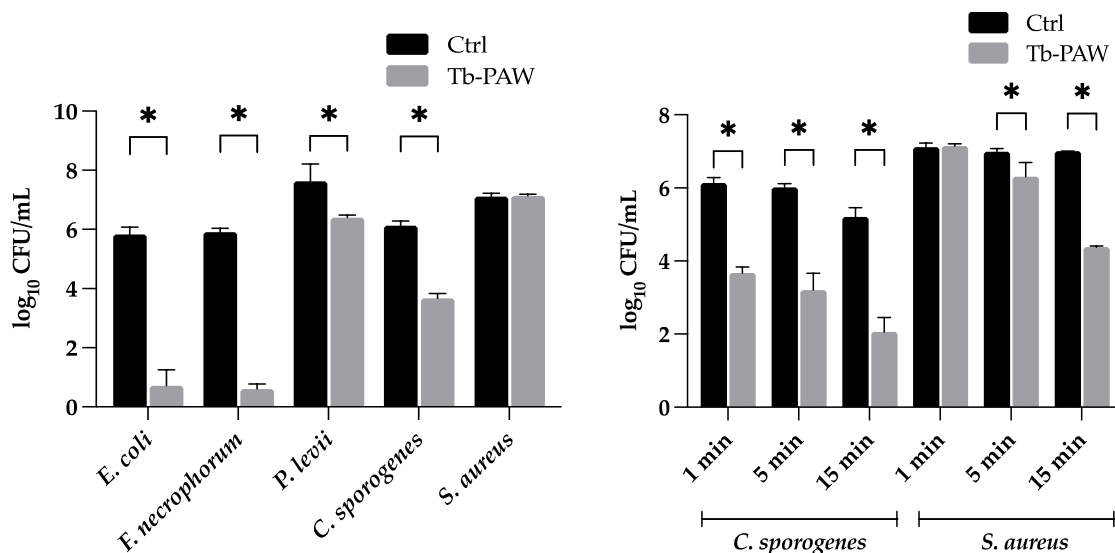 Ctrl
Tb-PAW
10
8
6
4
2
0
log10 CFU/mL
*
*
*
*
E. coli
F. necrophorum
P. levii
C. sporogenes
S. aureus
Ctrl
Tb-PAW
8
6
4
2
0
log10 CFU/mL
*
*
*
*
*
1 min
5 min
15 min
1 min
5 min
15 min
C. sporogenes
S. aureus